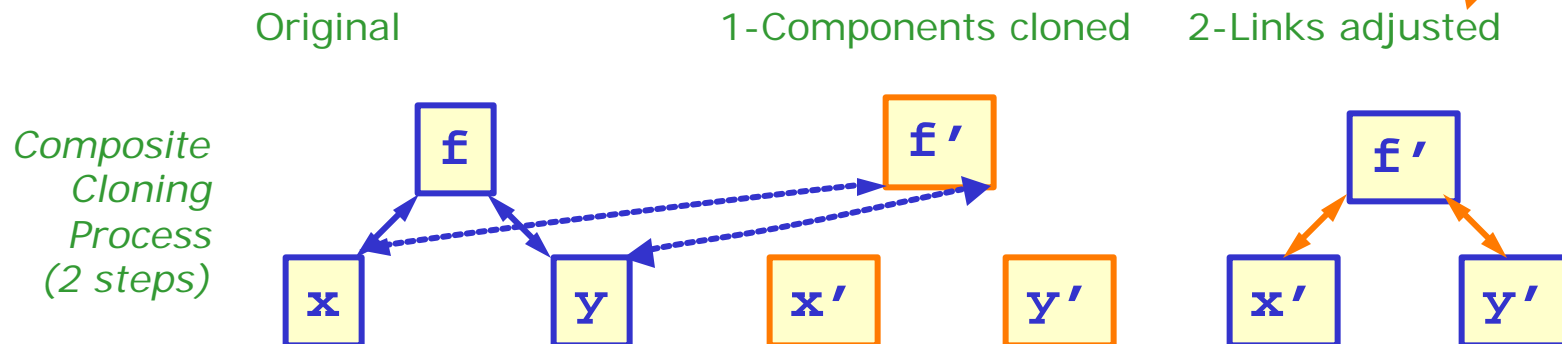 Original
1-Components cloned
2-Links adjusted
Composite
Cloning
Process
(2 steps)
f
f′
f′
x
y
x′
y′
x′
y′